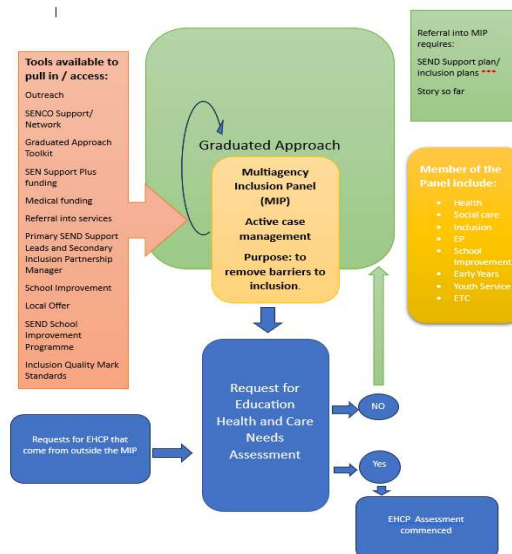 Tools available to
pull in / access:
Outreach
SENCO Support/
Network
Graduated Approach
Toolkit
SEN Support Plus
funding
Medical funding
Referral into services
Primary SEND Support
Leads and Secondary
Inclusion Partnership
Manager
School Improvement
Local Offer
SEND School
Improvement
Programme
Inclusion Quality Mark
Standards
Graduated Approach
Multiagency
Inclusion Panel
(MIP)
Active case
management
Purpose: to
remove barriers to
inclusion.
Referral into MIP
requires:
SEND Support plan/
inclusion plans ***
Story so far
Member of the
Panel include:
• Health
• Social care
• Inclusion
• EP
• School
Improvement
• Early Years
• Youth Service
• ETC
Requests for EHCP that
come from outside the MIP
Request for
Education
Health and Care
Needs
Assessment
NO
Yes
EHCP Assessment
commenced